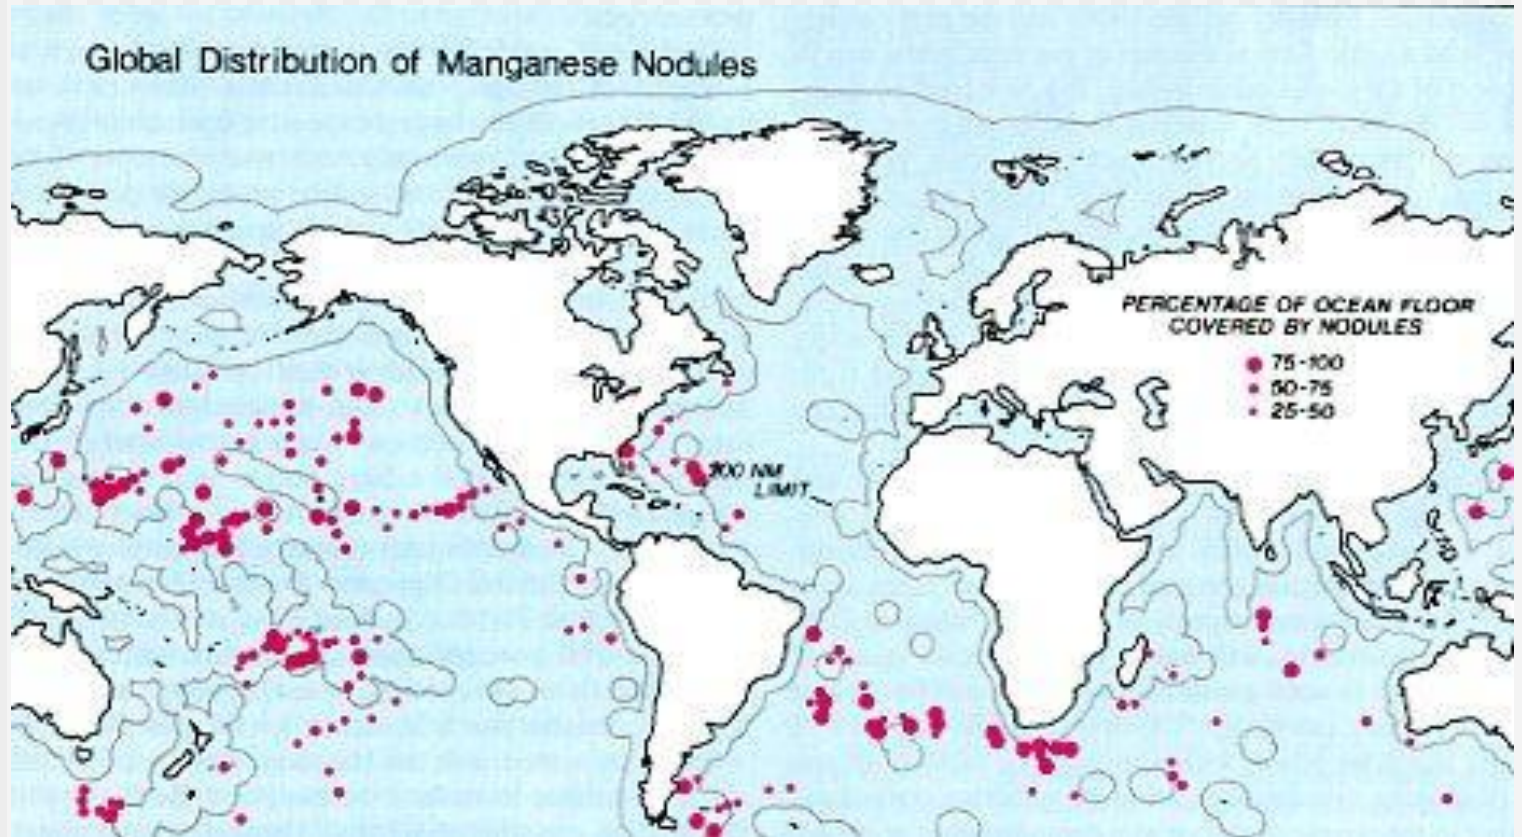 Global Distribution of Manganese Nodules
PERCENTAGE OF OCEAN FLOOR
COVERED BY NODULES
75-100
50-75
25-50
200 NM
LIMIT